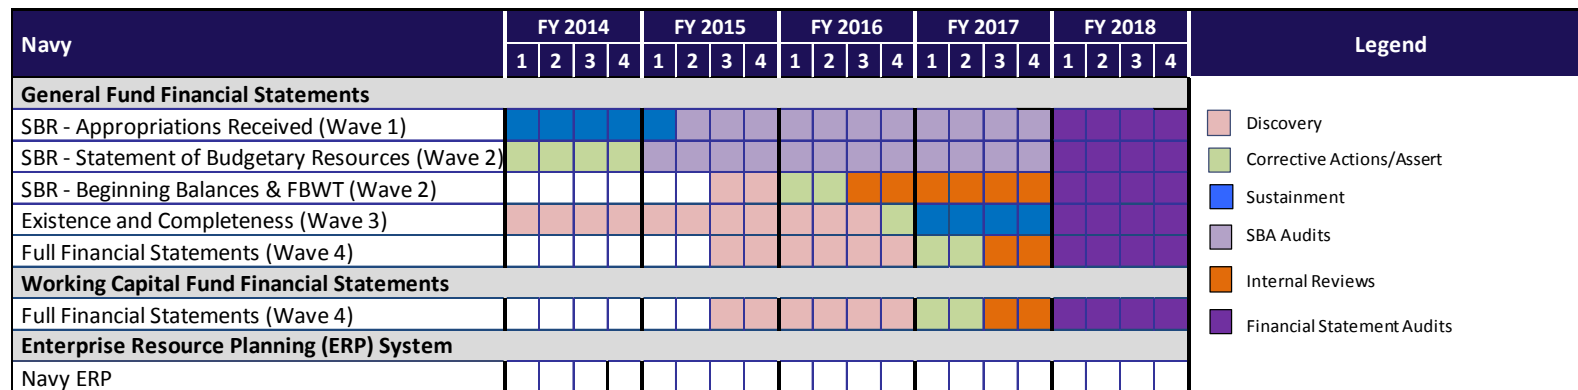 Navy FY 2014 FY 2015 FY 2016 FY 2017 FY 2018 Legend
1 2 3 4 1 2 3 4 1 2 3 4 1 2 3 4 1 2 3 4
General Fund Financial Statements
SBR - Appropriations Received (Wave 1)
SBR - Statement of Budgetary Resources (Wave 2)
SBR - Beginning Balances & FBWT (Wave 2)
Existence and Completeness (Wave 3)
Full Financial Statements (Wave 4)
Working Capital Fund Financial Statements
Full Financial Statements (Wave 4)
Enterprise Resource Planning (ERP) System
Navy ERP
Discovery
Corrective Actions/Assert
Sustainment
SBA Audits
Internal Reviews
Financial Statement Audits